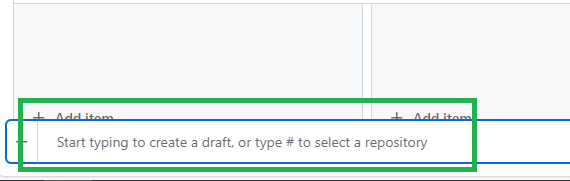 + Add item + Add item
+ Start typing to create a draft, or type # to select a repository